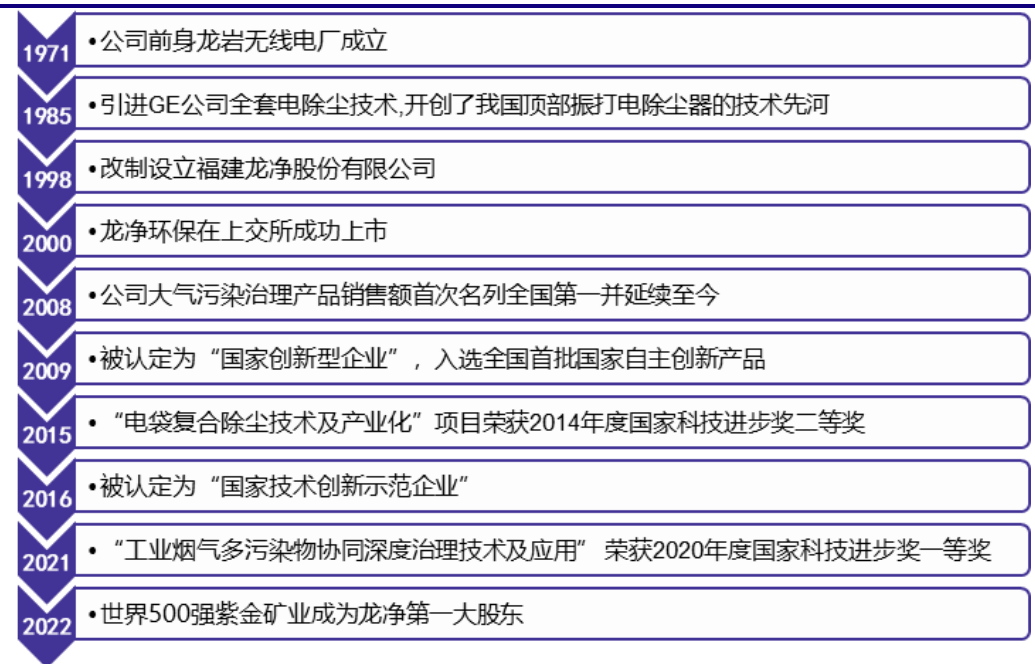 1971
•公司前身龙岩无线电厂成立
1985
•引进GE公司全套电除尘技术,开创了我国顶部振打电除尘器的技术先河
1998
•改制设立福建龙净股份有限公司
2000
•龙净环保在上交所成功上市
2008
•公司大气污染治理产品销售额首次名列全国第一并延续至今
2009
•被认定为“国家创新型企业”，入选全国首批国家自主创新产品
2015
•“电袋复合除尘技术及产业化”项目荣获2014年度国家科技进步奖二等奖
2016
•被认定为“国家技术创新示范企业”
2021
•“工业烟气多污染物协同深度治理技术及应用” 荣获2020年度国家科技进步奖一等奖
2022
•世界500强紫金矿业成为龙净第一大股东